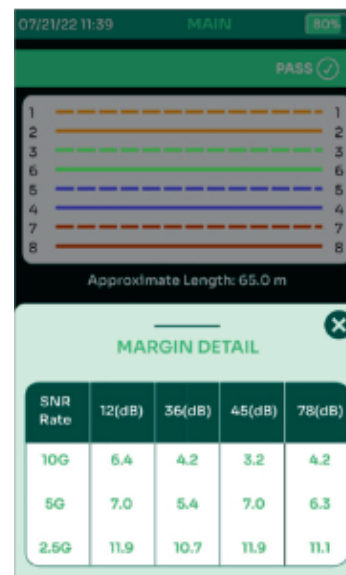 07/21/22 11:39 MAIN 80%
PASS
1 1
2 2
3 3
6 6
5 5
4 4
7 7
8 8
Approximate Length: 65.0 m
MARGIN DETAIL
SNR Rate 12(dB) 36(dB) 45(dB) 78(dB)
10G 6.4 4.2 3.2 4.2
5G 7.0 5.4 7.0 6.3
2.5G 11.9 10.7 11.9 11.1